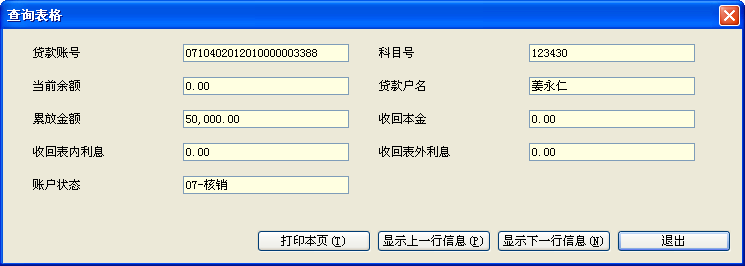 查询表格
贷款账号 0710402012010000003388 科目号 123430
当前余额 0.00 贷款户名 姜永仁
累放金额 50,000.00 收回本金 0.00
收回表内利息 0.00 收回表外利息 0.00
账户状态 07-核销
打印本页(T) 显示上一行信息(P) 显示下一行信息(N) 退出